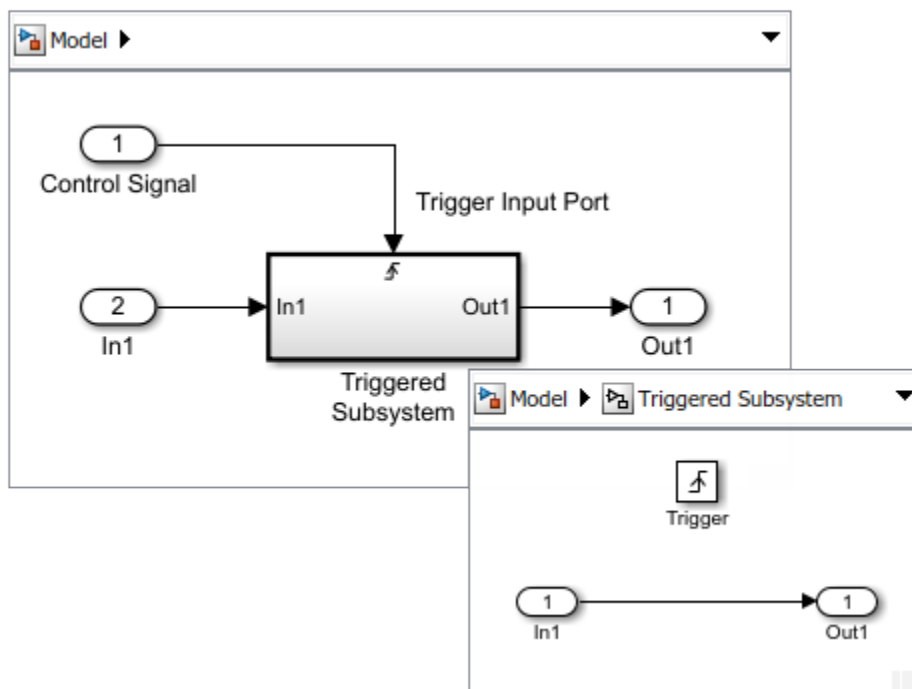 Model
1
Control Signal
Trigger Input Port
2
In1
In1
Out1
1
Out1
Triggered
Subsystem
Model
Triggered Subsystem
Trigger
1
In1
1
Out1